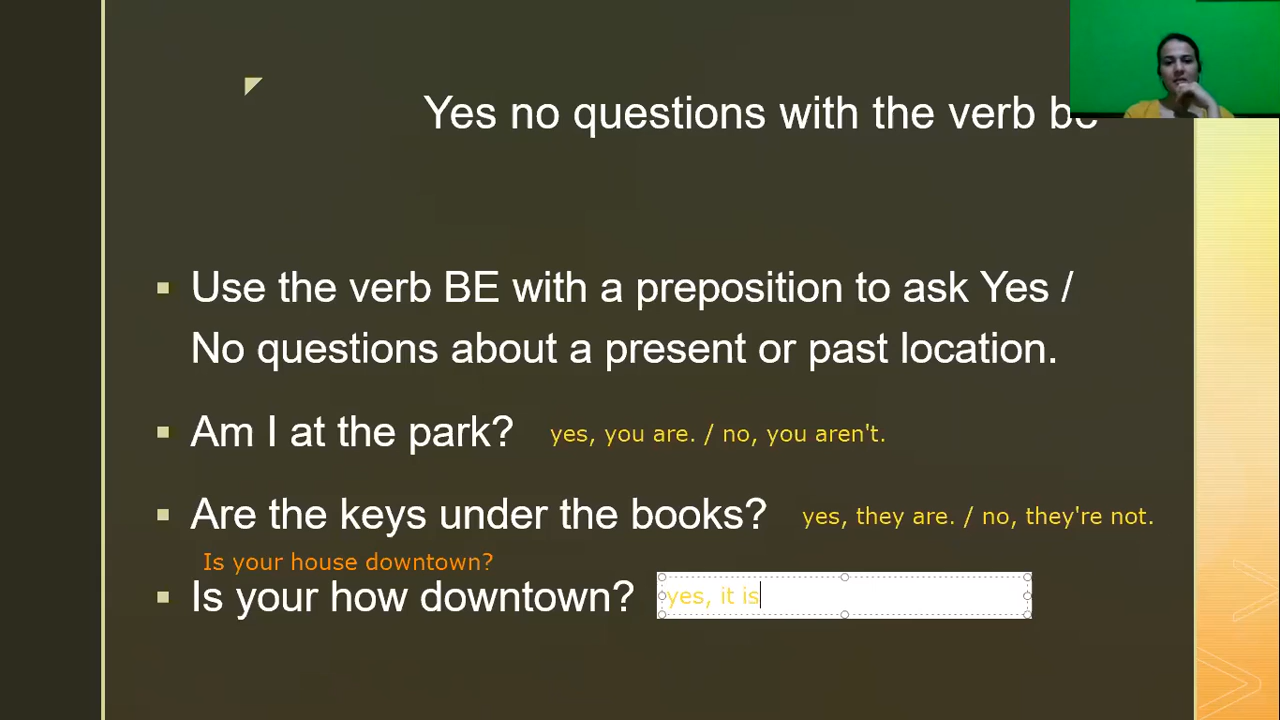 Yes no questions with the verb be
Use the verb BE with a preposition to ask Yes /
No questions about a present or past location.
Am I at the park? yes, you are. / no, you aren't.
Are the keys under the books? yes, they are. / no, they're not.
Is your house downtown?
Is your how downtown? yes, it is